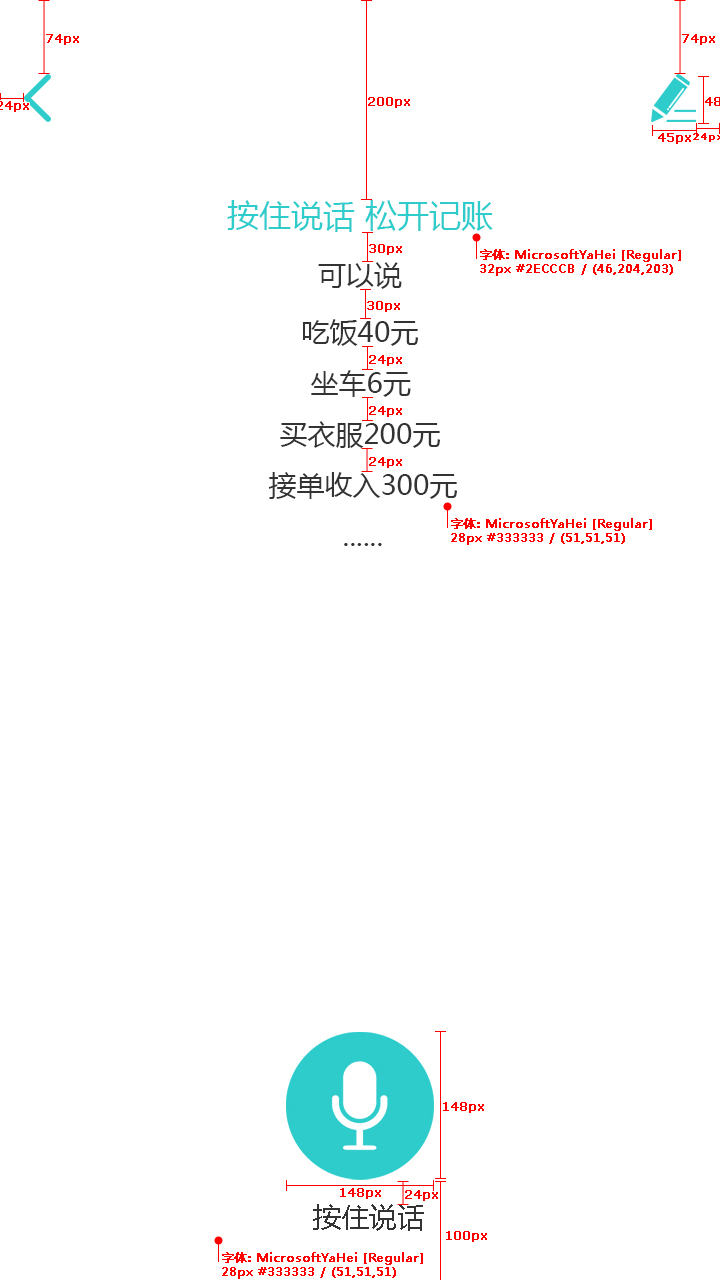 74px
74px
24px
200px
48
45px
24px
按住说话 松开记账
30px
字体: MicrosoftYaHei [Regular]
32px #2ECCCB / (46,204,203)
可以说
30px
吃饭40元
24px
坐车6元
24px
买衣服200元
24px
接单收入300元
字体: MicrosoftYaHei [Regular]
28px #333333 / (51,51,51)
......
148px
148px
24px
按住说话
100px
字体: MicrosoftYaHei [Regular]
28px #333333 / (51,51,51)